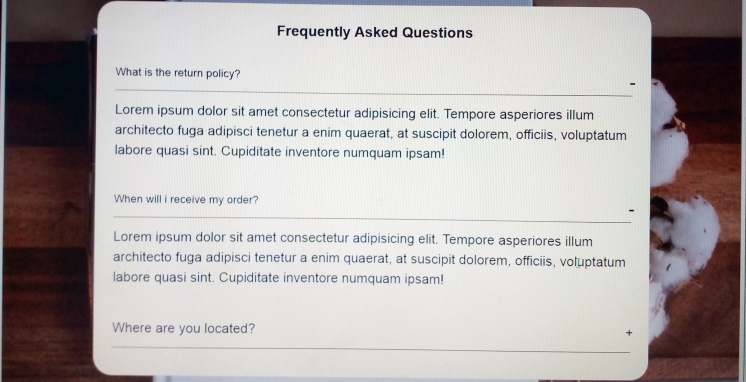 Frequently Asked Questions
What is the return policy?
-
Lorem ipsum dolor sit amet consectetur adipisicing elit. Tempore asperiores illum
architecto fuga adipisci tenetur a enim quaerat, at suscipit dolorem, officiis, voluptatum
labore quasi sint. Cupiditate inventore numquam ipsam!
When will i receive my order?
-
Lorem ipsum dolor sit amet consectetur adipisicing elit. Tempore asperiores illum
architecto fuga adipisci tenetur a enim quaerat, at suscipit dolorem, officiis, voluptatum
labore quasi sint. Cupiditate inventore numquam ipsam!
Where are you located?
+